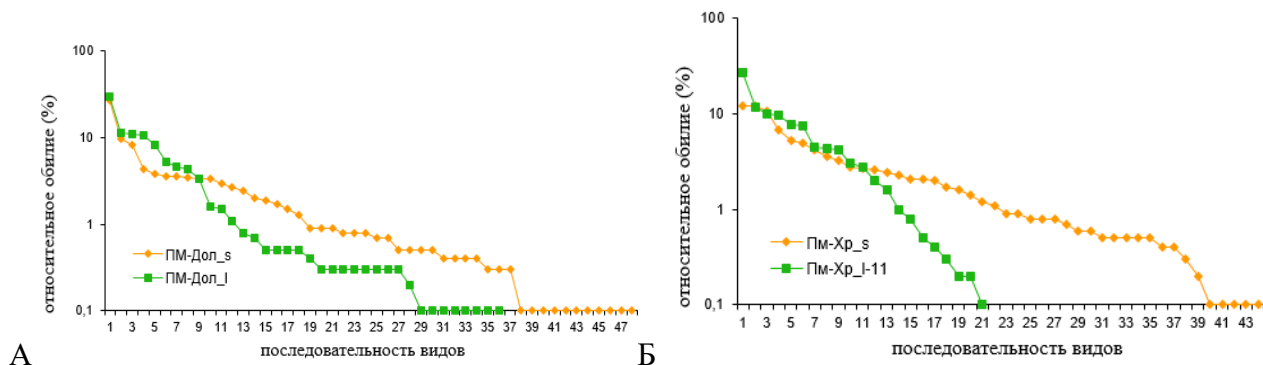 100
10
1
0,1
относительное обилие (%)
ПМ-Дол_s
ПМ-Дол_l
1 3 5 7 9 11 13 15 17 19 21 23 25 27 29 31 33 35 37 39 41 43 45 47
последовательность видов
А
100
10
1
0,1
относительное обилие (%)
Пм-Хр_s
Пм-Хр_l-11
1 3 5 7 9 11 13 15 17 19 21 23 25 27 29 31 33 35 37 39 41 43
последовательность видов
Б